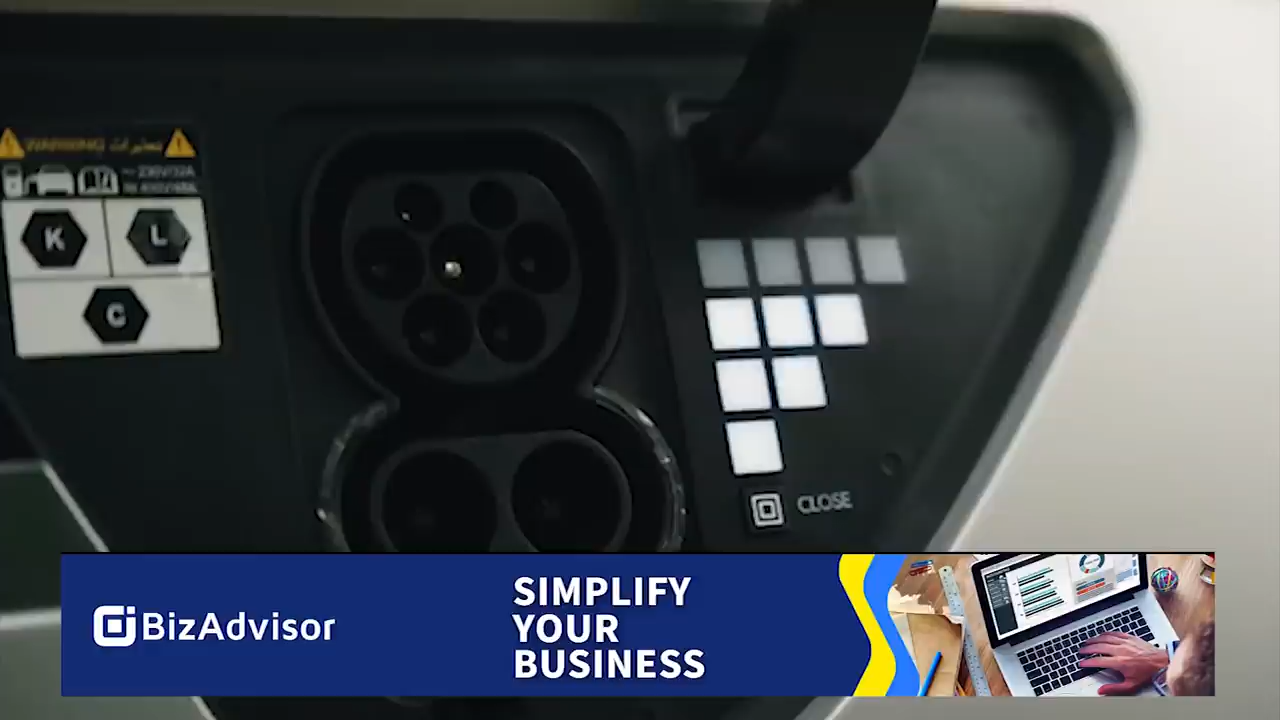 WARNING تحذيرات
K
L
C
CLOSE
BizAdvisor
SIMPLIFY
YOUR
BUSINESS